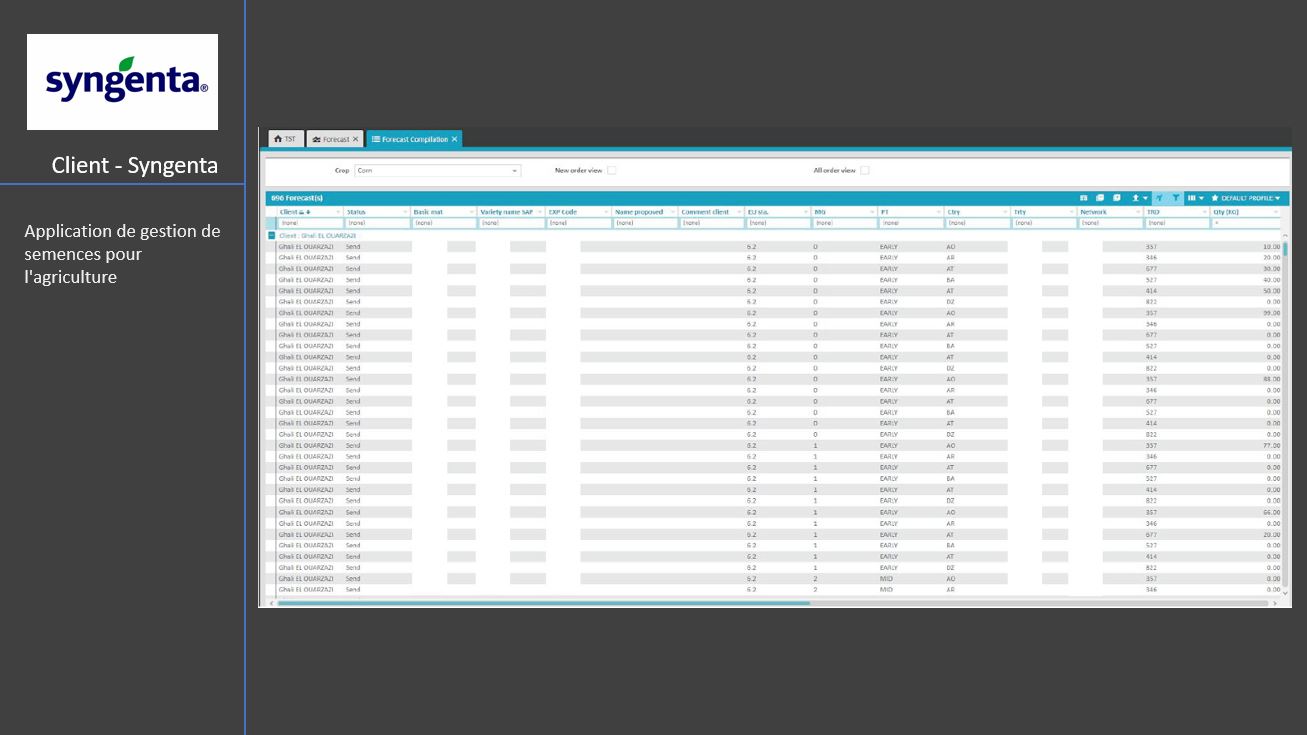 syngenta®
Client - Syngenta
Application de gestion de
semences pour
l'agriculture
TST Forecast Forecast Compilation
Crop Corn New order view All order view
696 Forecast(s) DEFAULT PROFILE
Client Status Basic mat Variety name SAP EXP Code Name proposed Comment client EU sta. MG PT Ctry Trty Network TRD Qty (KG)
(none) (none) (none) (none) (none) (none) (none) (none) (none) (none) (none) (none) (none) (none) =
Client : Ghali EL OUARZAZI
Ghali EL OUARZAZI Send 6.2 0 EARLY AO 357 10.00
Ghali EL OUARZAZI Send 6.2 0 EARLY AR 346 20.00
Ghali EL OUARZAZI Send 6.2 0 EARLY AT 677 30.00
Ghali EL OUARZAZI Send 6.2 0 EARLY BA 527 40.00
Ghali EL OUARZAZI Send 6.2 0 EARLY AT 414 50.00
Ghali EL OUARZAZI Send 6.2 0 EARLY DZ 822 0.00
Ghali EL OUARZAZI Send 6.2 0 EARLY AO 357 99.00
Ghali EL OUARZAZI Send 6.2 0 EARLY AR 346 0.00
Ghali EL OUARZAZI Send 6.2 0 EARLY AT 677 0.00
Ghali EL OUARZAZI Send 6.2 0 EARLY BA 527 0.00
Ghali EL OUARZAZI Send 6.2 0 EARLY AT 414 0.00
Ghali EL OUARZAZI Send 6.2 0 EARLY DZ 822 0.00
Ghali EL OUARZAZI Send 6.2 0 EARLY AO 357 88.00
Ghali EL OUARZAZI Send 6.2 0 EARLY AR 346 0.00
Ghali EL OUARZAZI Send 6.2 0 EARLY AT 677 0.00
Ghali EL OUARZAZI Send 6.2 0 EARLY BA 527 0.00
Ghali EL OUARZAZI Send 6.2 0 EARLY AT 414 0.00
Ghali EL OUARZAZI Send 6.2 0 EARLY DZ 822 0.00
Ghali EL OUARZAZI Send 6.2 1 EARLY AO 357 77.00
Ghali EL OUARZAZI Send 6.2 1 EARLY AR 346 0.00
Ghali EL OUARZAZI Send 6.2 1 EARLY AT 677 0.00
Ghali EL OUARZAZI Send 6.2 1 EARLY BA 527 0.00
Ghali EL OUARZAZI Send 6.2 1 EARLY AT 414 0.00
Ghali EL OUARZAZI Send 6.2 1 EARLY DZ 822 0.00
Ghali EL OUARZAZI Send 6.2 1 EARLY AO 357 66.00
Ghali EL OUARZAZI Send 6.2 1 EARLY AR 346 0.00
Ghali EL OUARZAZI Send 6.2 1 EARLY AT 677 20.00
Ghali EL OUARZAZI Send 6.2 1 EARLY BA 527 0.00
Ghali EL OUARZAZI Send 6.2 1 EARLY AT 414 0.00
Ghali EL OUARZAZI Send 6.2 1 EARLY DZ 822 0.00
Ghali EL OUARZAZI Send 6.2 2 MID AO 357 0.00
Ghali EL OUARZAZI Send 6.2 2 MID AR 346 0.00